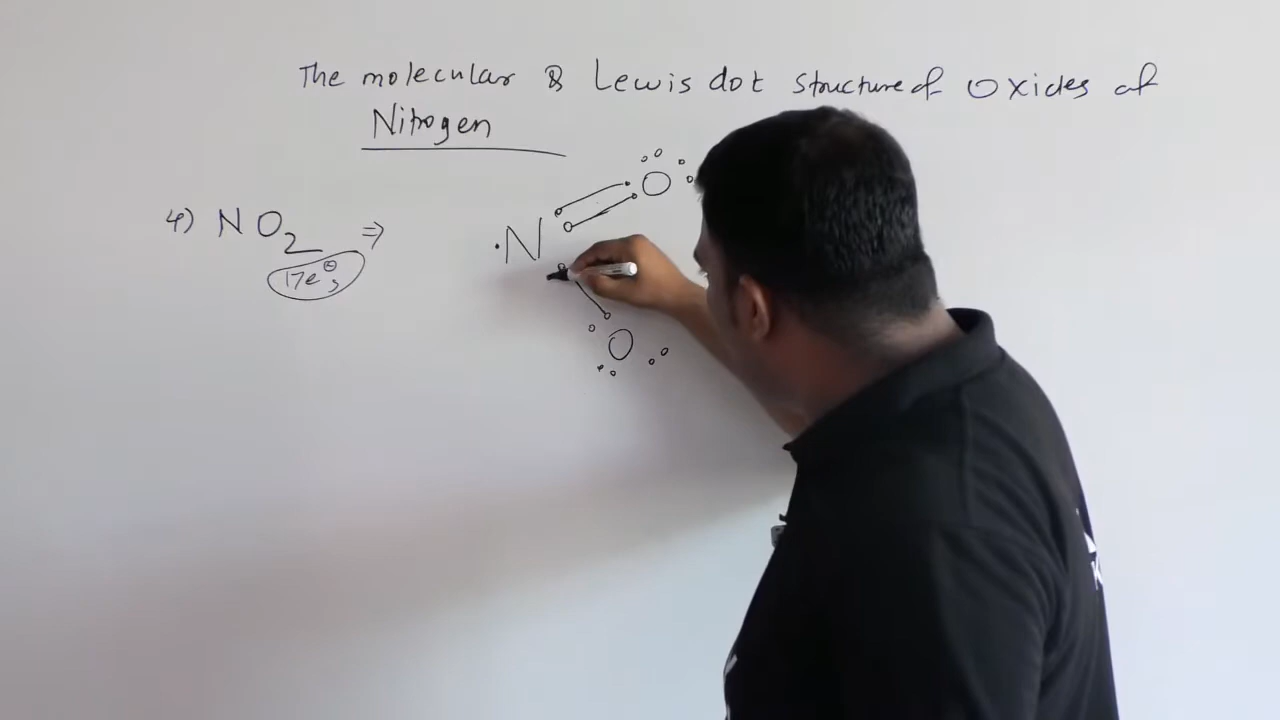 The molecular & Lewis dot structure of Oxides of
Nitrogen
4) NO₂ ⇒
17e⊖s
·N
O
O